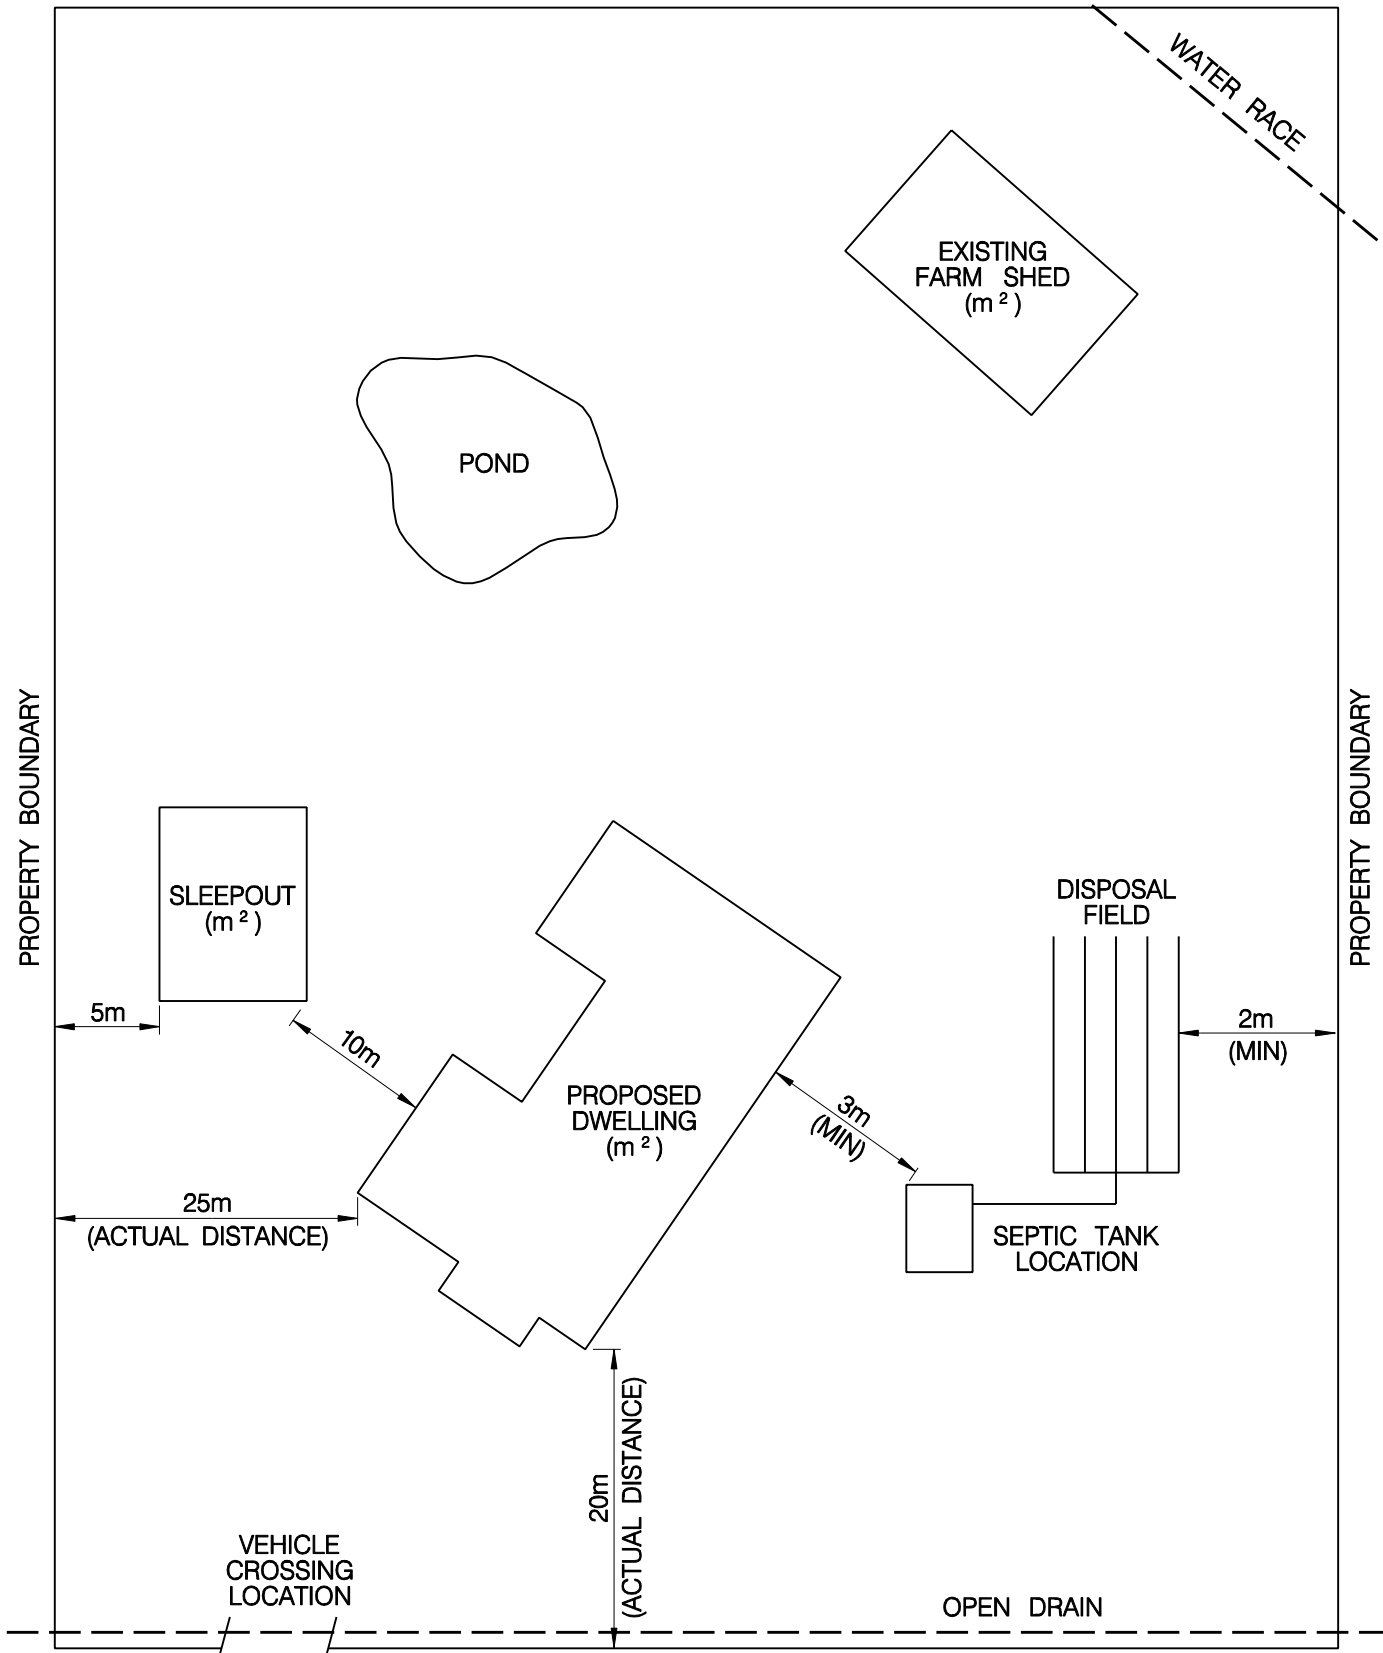 WATER RACE
EXISTING
FARM SHED
(m²)
POND
PROPERTY BOUNDARY
PROPERTY BOUNDARY
SLEEPOUT
(m²)
DISPOSAL
FIELD
5m
10m
2m
(MIN)
PROPOSED
DWELLING
(m²)
3m
(MIN)
25m
(ACTUAL DISTANCE)
SEPTIC TANK
LOCATION
20m
(ACTUAL DISTANCE)
VEHICLE
CROSSING
LOCATION
OPEN DRAIN